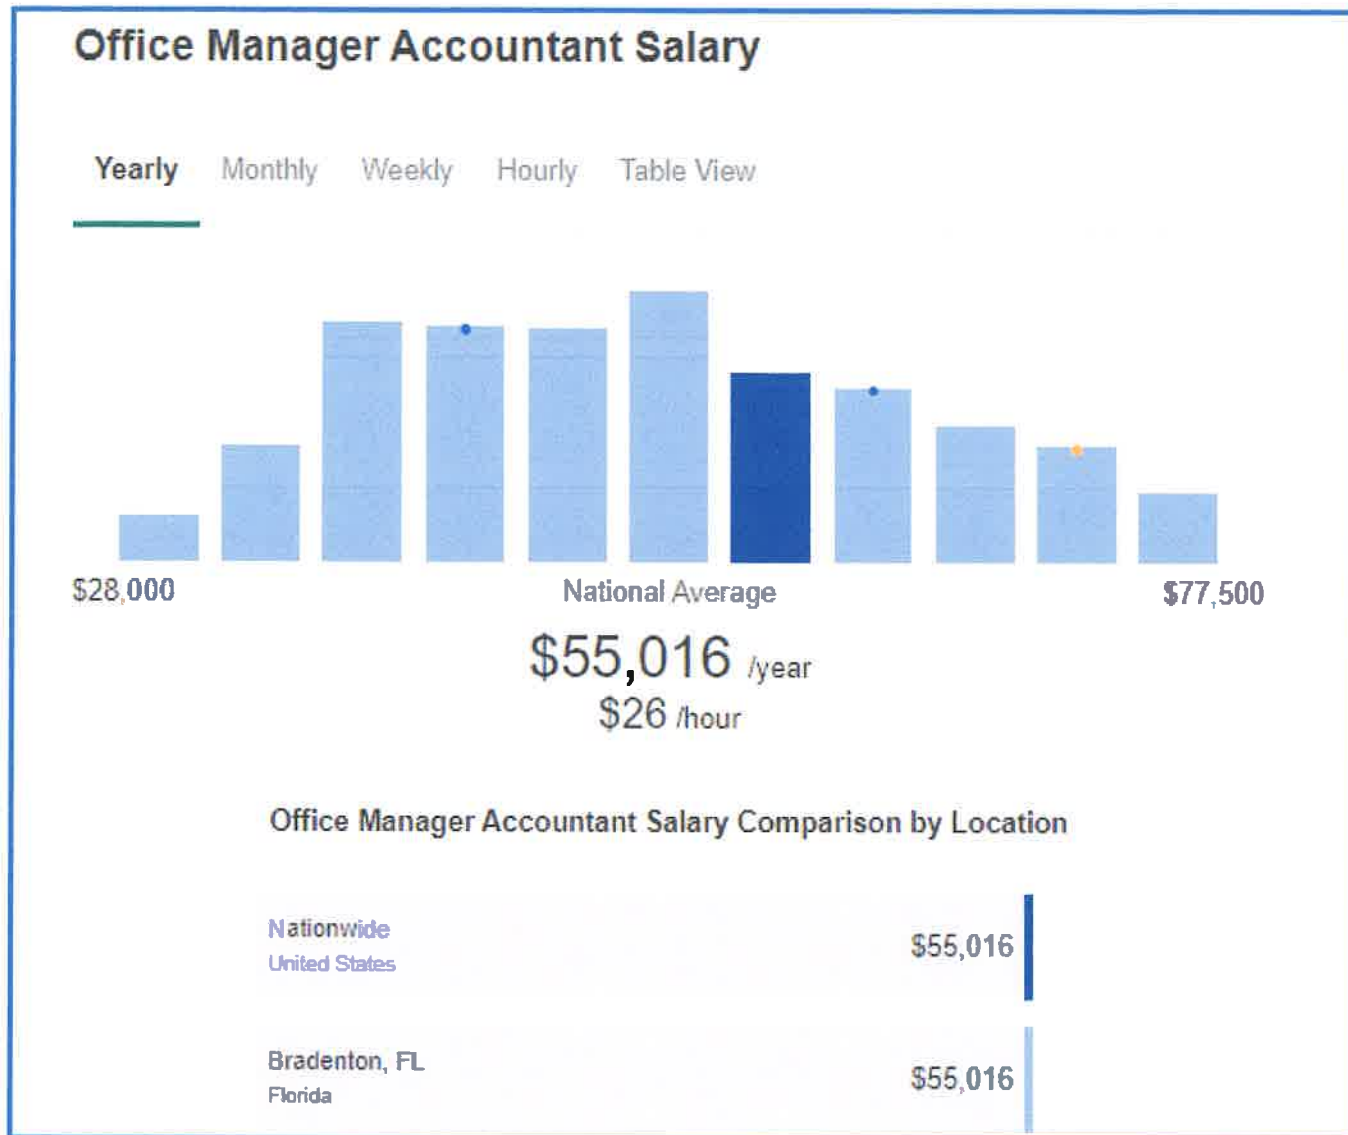 Office Manager Accountant Salary
Yearly Monthly Weekly Hourly Table View
$28,000 National Average $77,500
$55,016 /year
$26 /hour
Office Manager Accountant Salary Comparison by Location
Nationwide
United States
$55,016
Bradenton, FL
Florida
$55,016